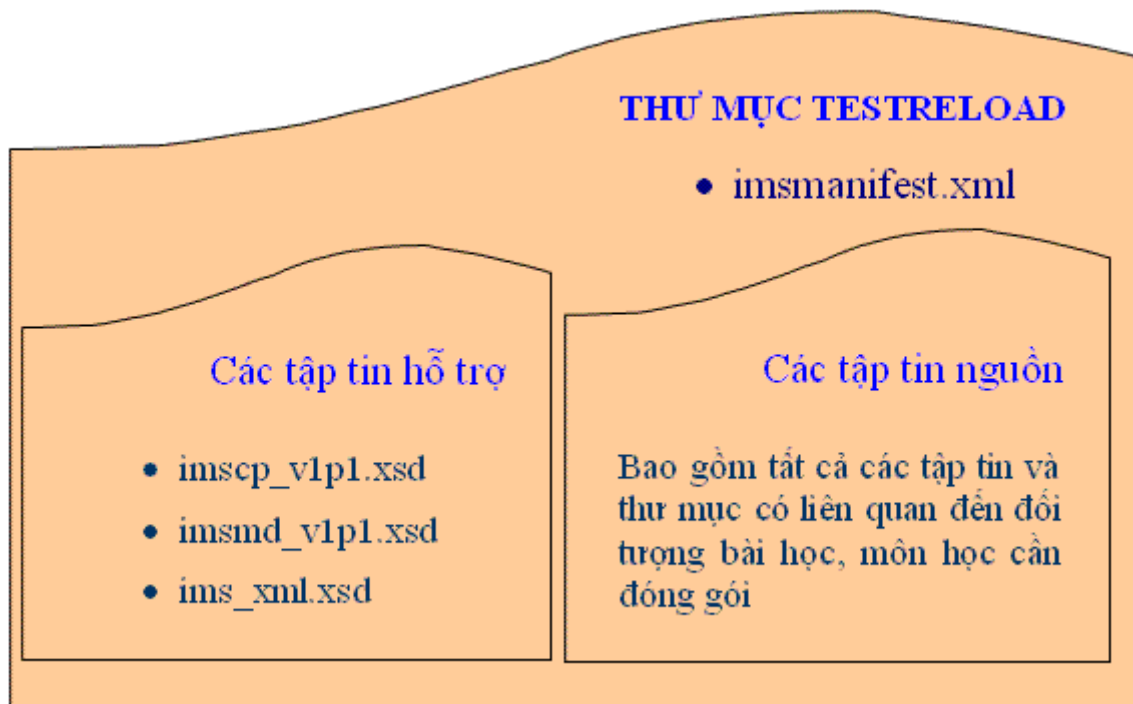 THƯ MỤC TESTRELOAD
• imsmanifest.xml
Các tập tin hỗ trợ
• imscp_v1p1.xsd
• imsmd_v1p1.xsd
• ims_xml.xsd
Các tập tin nguồn
Bao gồm tất cả các tập tin và
thư mục có liên quan đến đối
tượng bài học, môn học cần
đóng gói